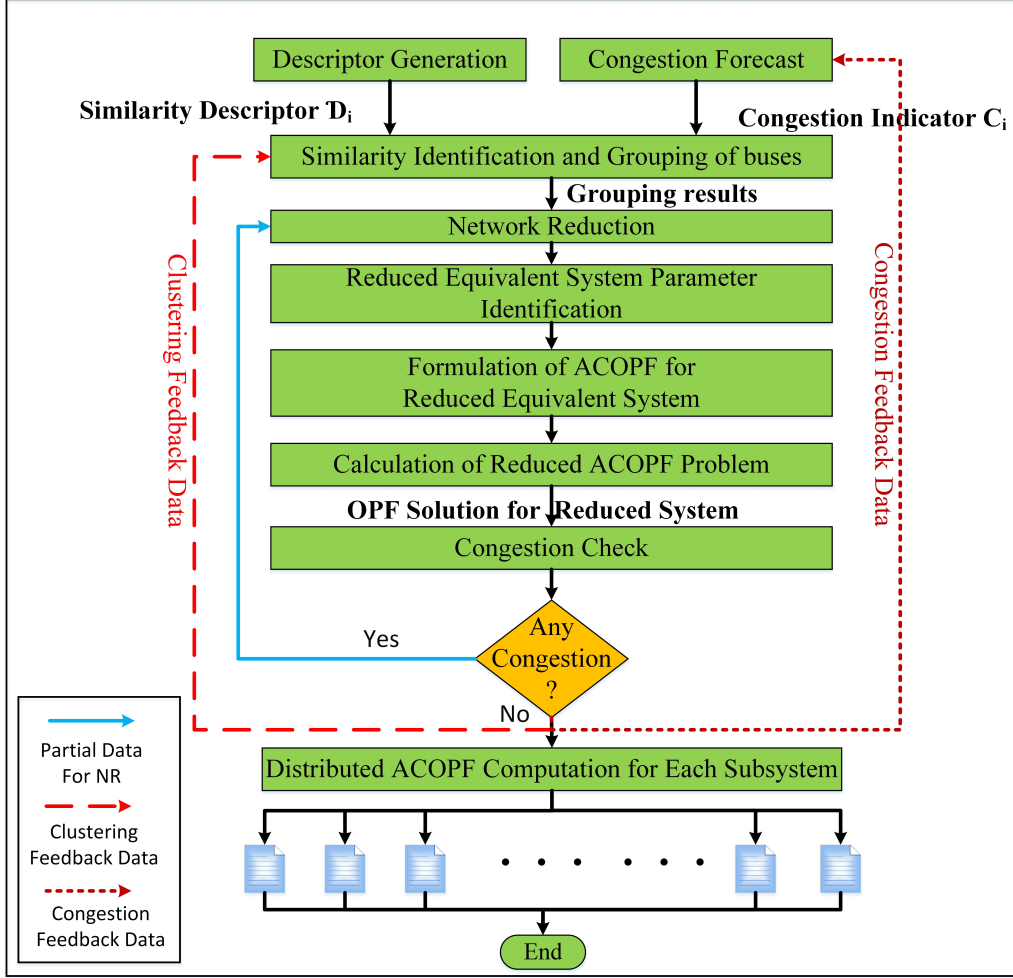 Descriptor Generation
Congestion Forecast
Similarity Descriptor Ɗᵢ
Congestion Indicator Cᵢ
Similarity Identification and Grouping of buses
Grouping results
Network Reduction
Reduced Equivalent System Parameter
Identification
Formulation of ACOPF for
Reduced Equivalent System
Calculation of Reduced ACOPF Problem
OPF Solution for Reduced System
Congestion Check
Any
Congestion
?
Yes
No
Clustering Feedback Data
Congestion Feedback Data
Distributed ACOPF Computation for Each Subsystem
End
Partial Data
For NR
Clustering
Feedback Data
Congestion
Feedback Data